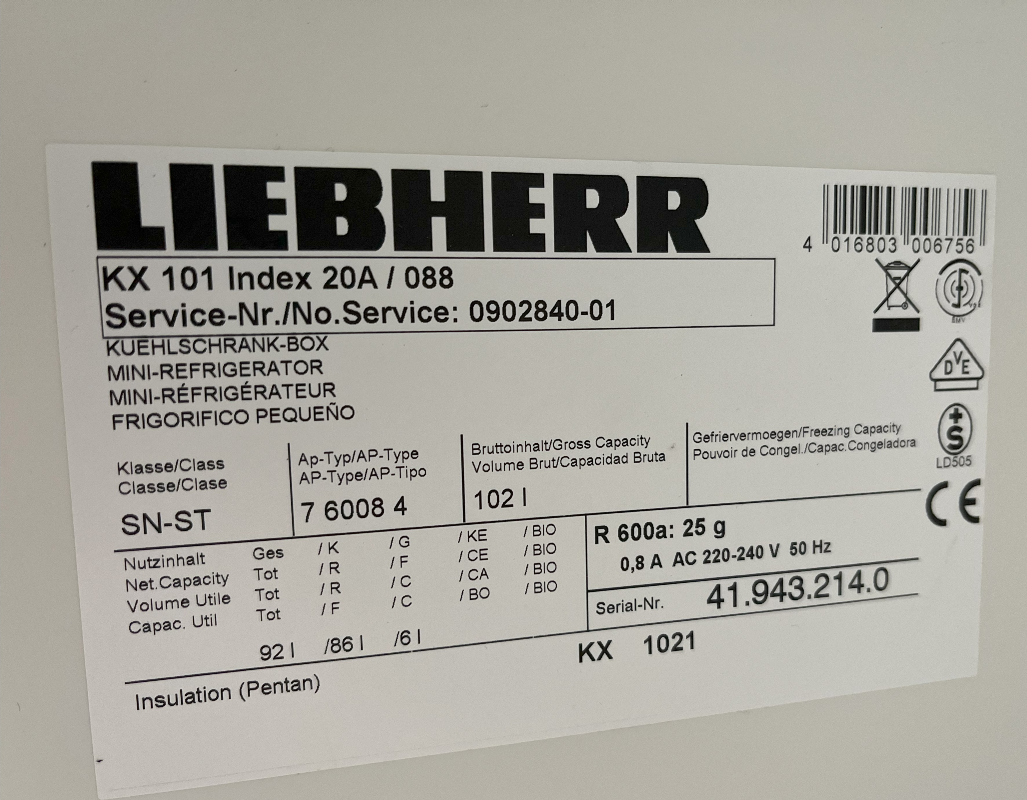 LIEBHERR
4 016803 006756
KX 101 Index 20A / 088
Service-Nr./No.Service: 0902840-01
KUEHLSCHRANK-BOX
MINI-REFRIGERATOR
MINI-RÉFRIGÉRATEUR
FRIGORIFICO PEQUEÑO
DVE
S
LD505
CE
Klasse/Class
Classe/Clase
SN-ST
Ap-Typ/AP-Type
AP-Type/AP-Tipo
7 6008 4
Bruttoinhalt/Gross Capacity
Volume Brut/Capacidad Bruta
102 l
Gefriervermoegen/Freezing Capacity
Pouvoir de Congel./Capac.Congeladora
Nutzinhalt Ges / K / G / KE / BIO
Net.Capacity Tot / R / F / CE / BIO
Volume Utile Tot / R / C / CA / BIO
Capac. Util Tot / F / C / BO / BIO
92 l /86 l /6 l
R 600a: 25 g
0,8 A AC 220-240 V 50 Hz
Serial-Nr. 41.943.214.0
KX 1021
Insulation (Pentan)